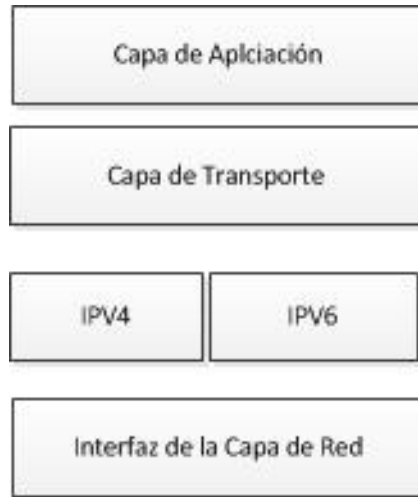 Capa de Aplciación
Capa de Transporte
IPV4 IPV6
Interfaz de la Capa de Red